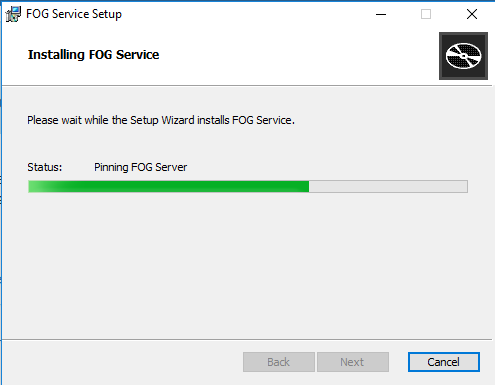 FOG Service Setup
Installing FOG Service
Please wait while the Setup Wizard installs FOG Service.
Status: Pinning FOG Server
Back Next Cancel